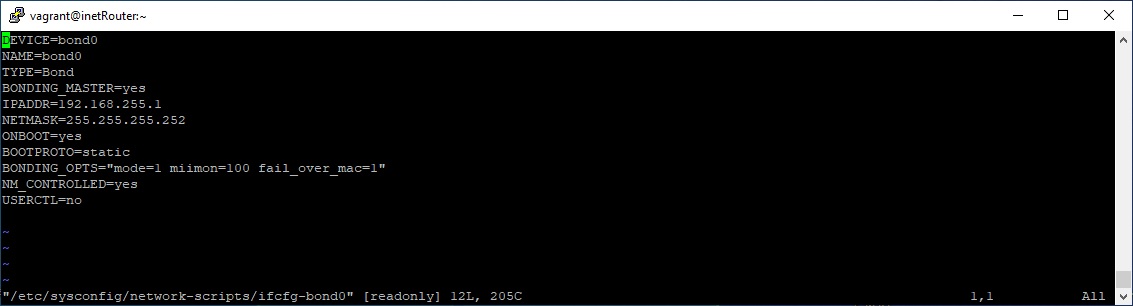 vagrant@inetRouter:~
DEVICE=bond0
NAME=bond0
TYPE=Bond
BONDING_MASTER=yes
IPADDR=192.168.255.1
NETMASK=255.255.255.252
ONBOOT=yes
BOOTPROTO=static
BONDING_OPTS="mode=1 miimon=100 fail_over_mac=1"
NM_CONTROLLED=yes
USERCTL=no
~
~
~
~
"/etc/sysconfig/network-scripts/ifcfg-bond0" [readonly] 12L, 205C 1,1 All